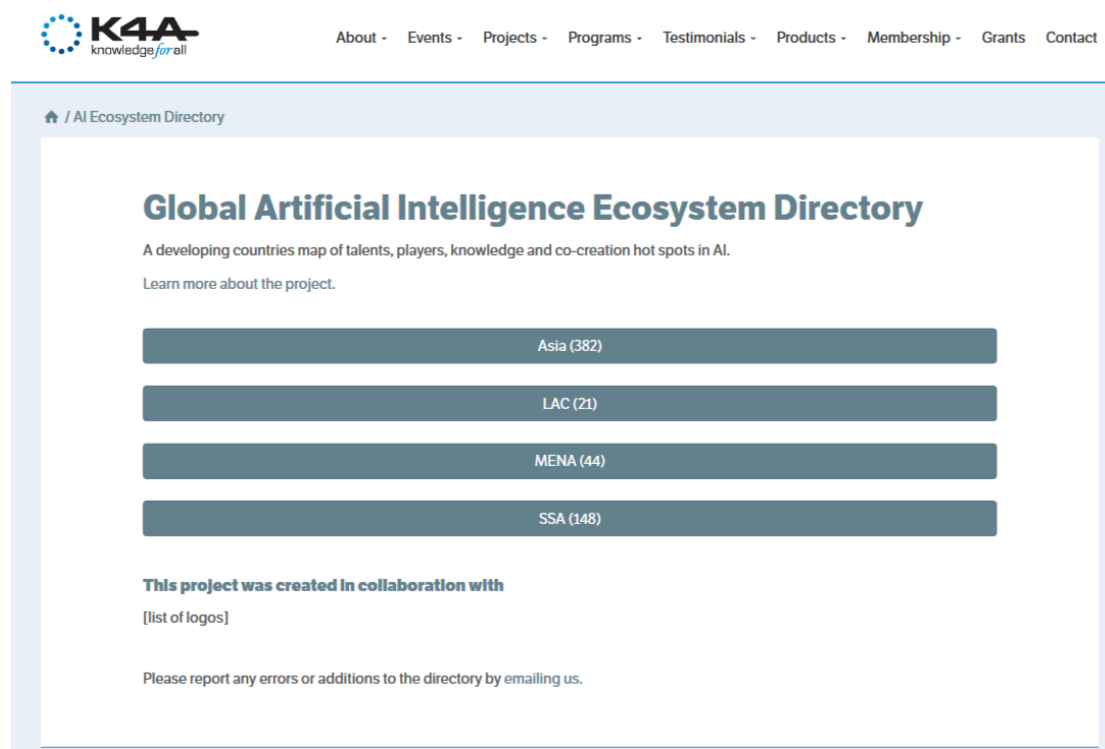 K4A
knowledge for all
About - Events - Projects - Programs - Testimonials - Products - Membership - Grants Contact
/ AI Ecosystem Directory
Global Artificial Intelligence Ecosystem Directory
A developing countries map of talents, players, knowledge and co-creation hot spots in AI.
Learn more about the project.
Asia (382)
LAC (21)
MENA (44)
SSA (148)
This project was created in collaboration with
[list of logos]
Please report any errors or additions to the directory by emailing us.